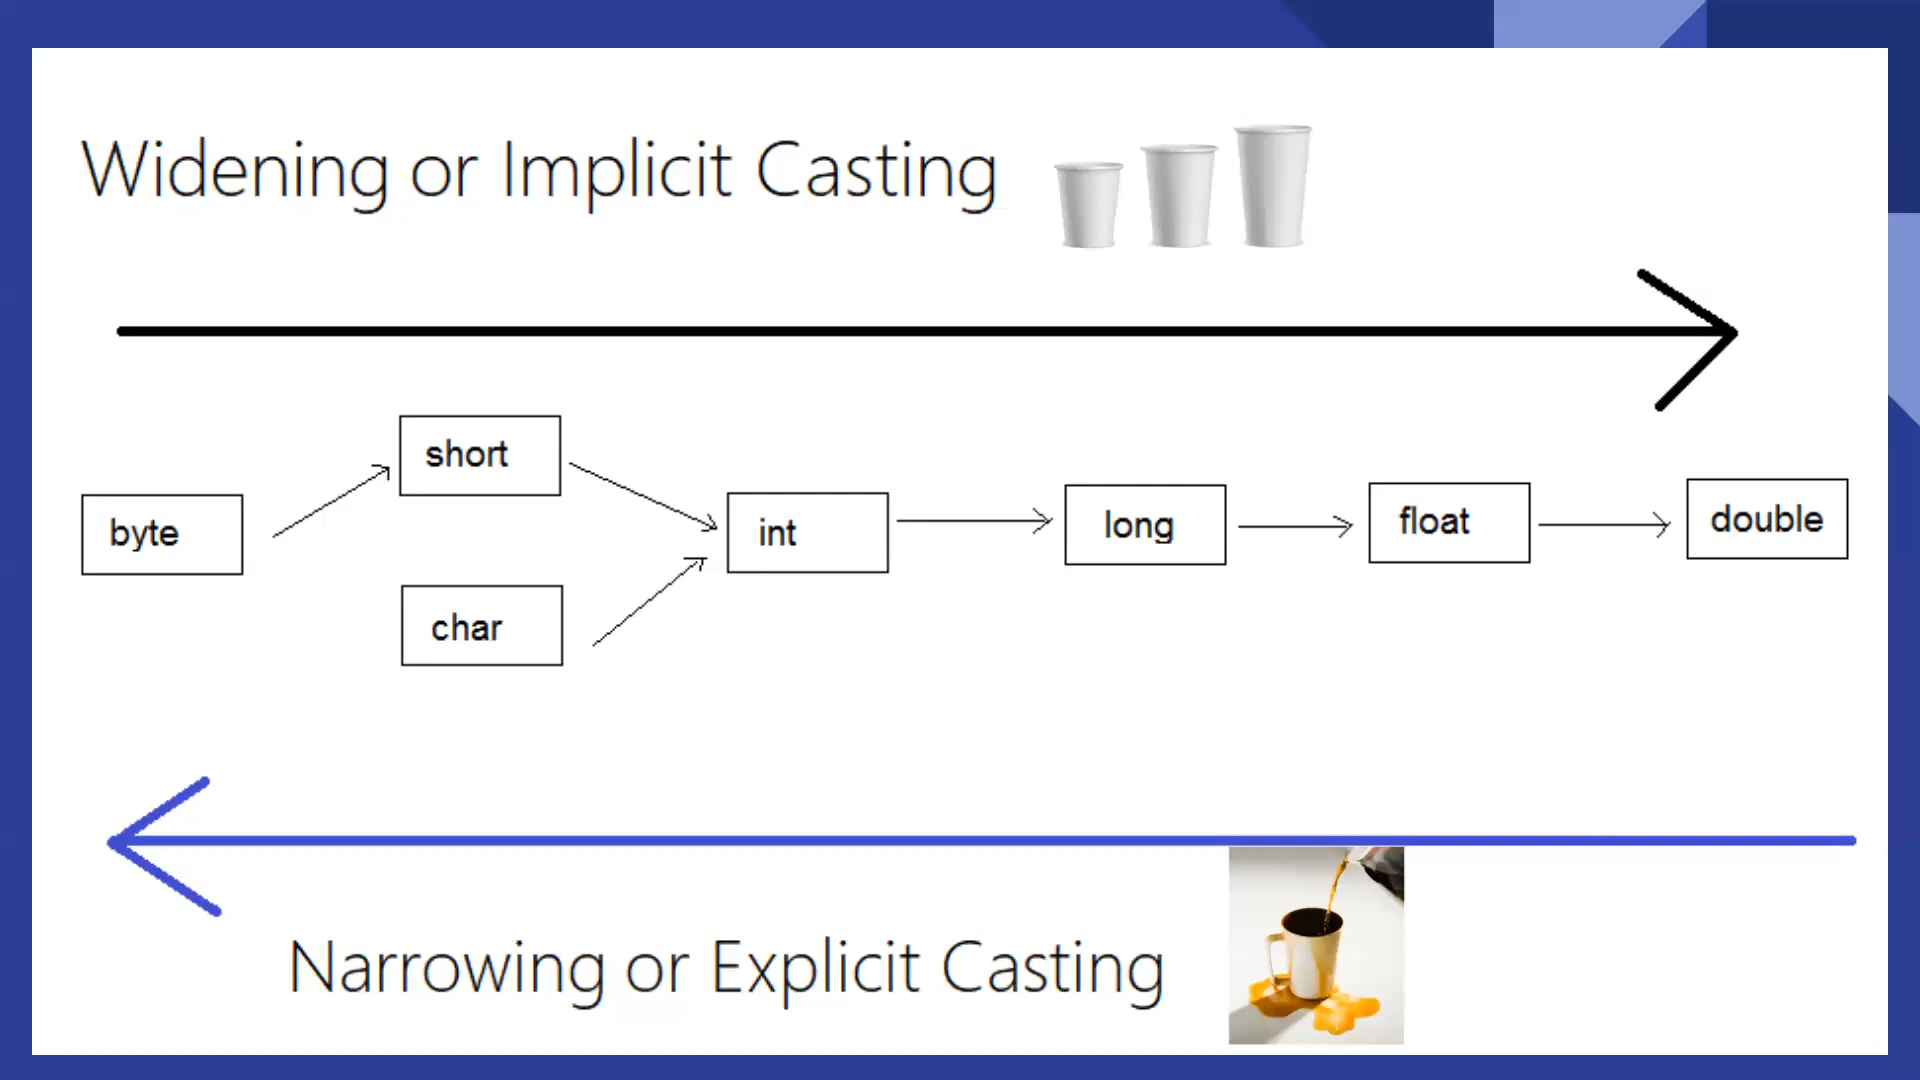 Widening or Implicit Casting
short
byte
int
long
float
double
char
Narrowing or Explicit Casting